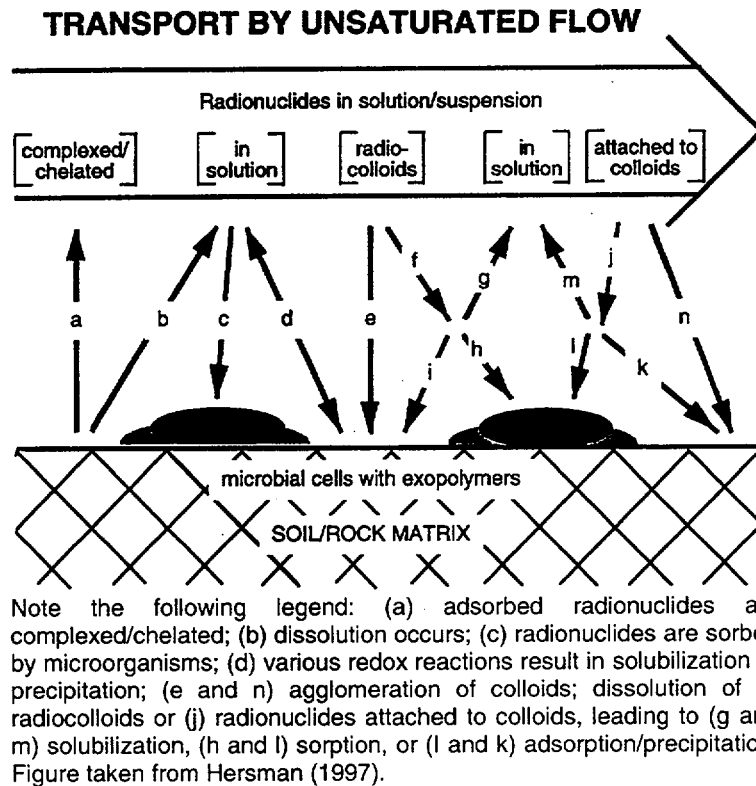 TRANSPORT BY UNSATURATED FLOW
Radionuclides in solution/suspension
[complexed/ chelated] [in solution] [radio-colloids] [in solution] [attached to colloids]
a b c d e f g h i j k l m n
microbial cells with exopolymers
SOIL/ROCK MATRIX
Note the following legend: (a) adsorbed radionuclides a
complexed/chelated; (b) dissolution occurs; (c) radionuclides are sorbe
by microorganisms; (d) various redox reactions result in solubilization
precipitation; (e and n) agglomeration of colloids; dissolution of
radiocolloids or (j) radionuclides attached to colloids, leading to (g a
m) solubilization, (h and l) sorption, or (I and k) adsorption/precipitatio
Figure taken from Hersman (1997).